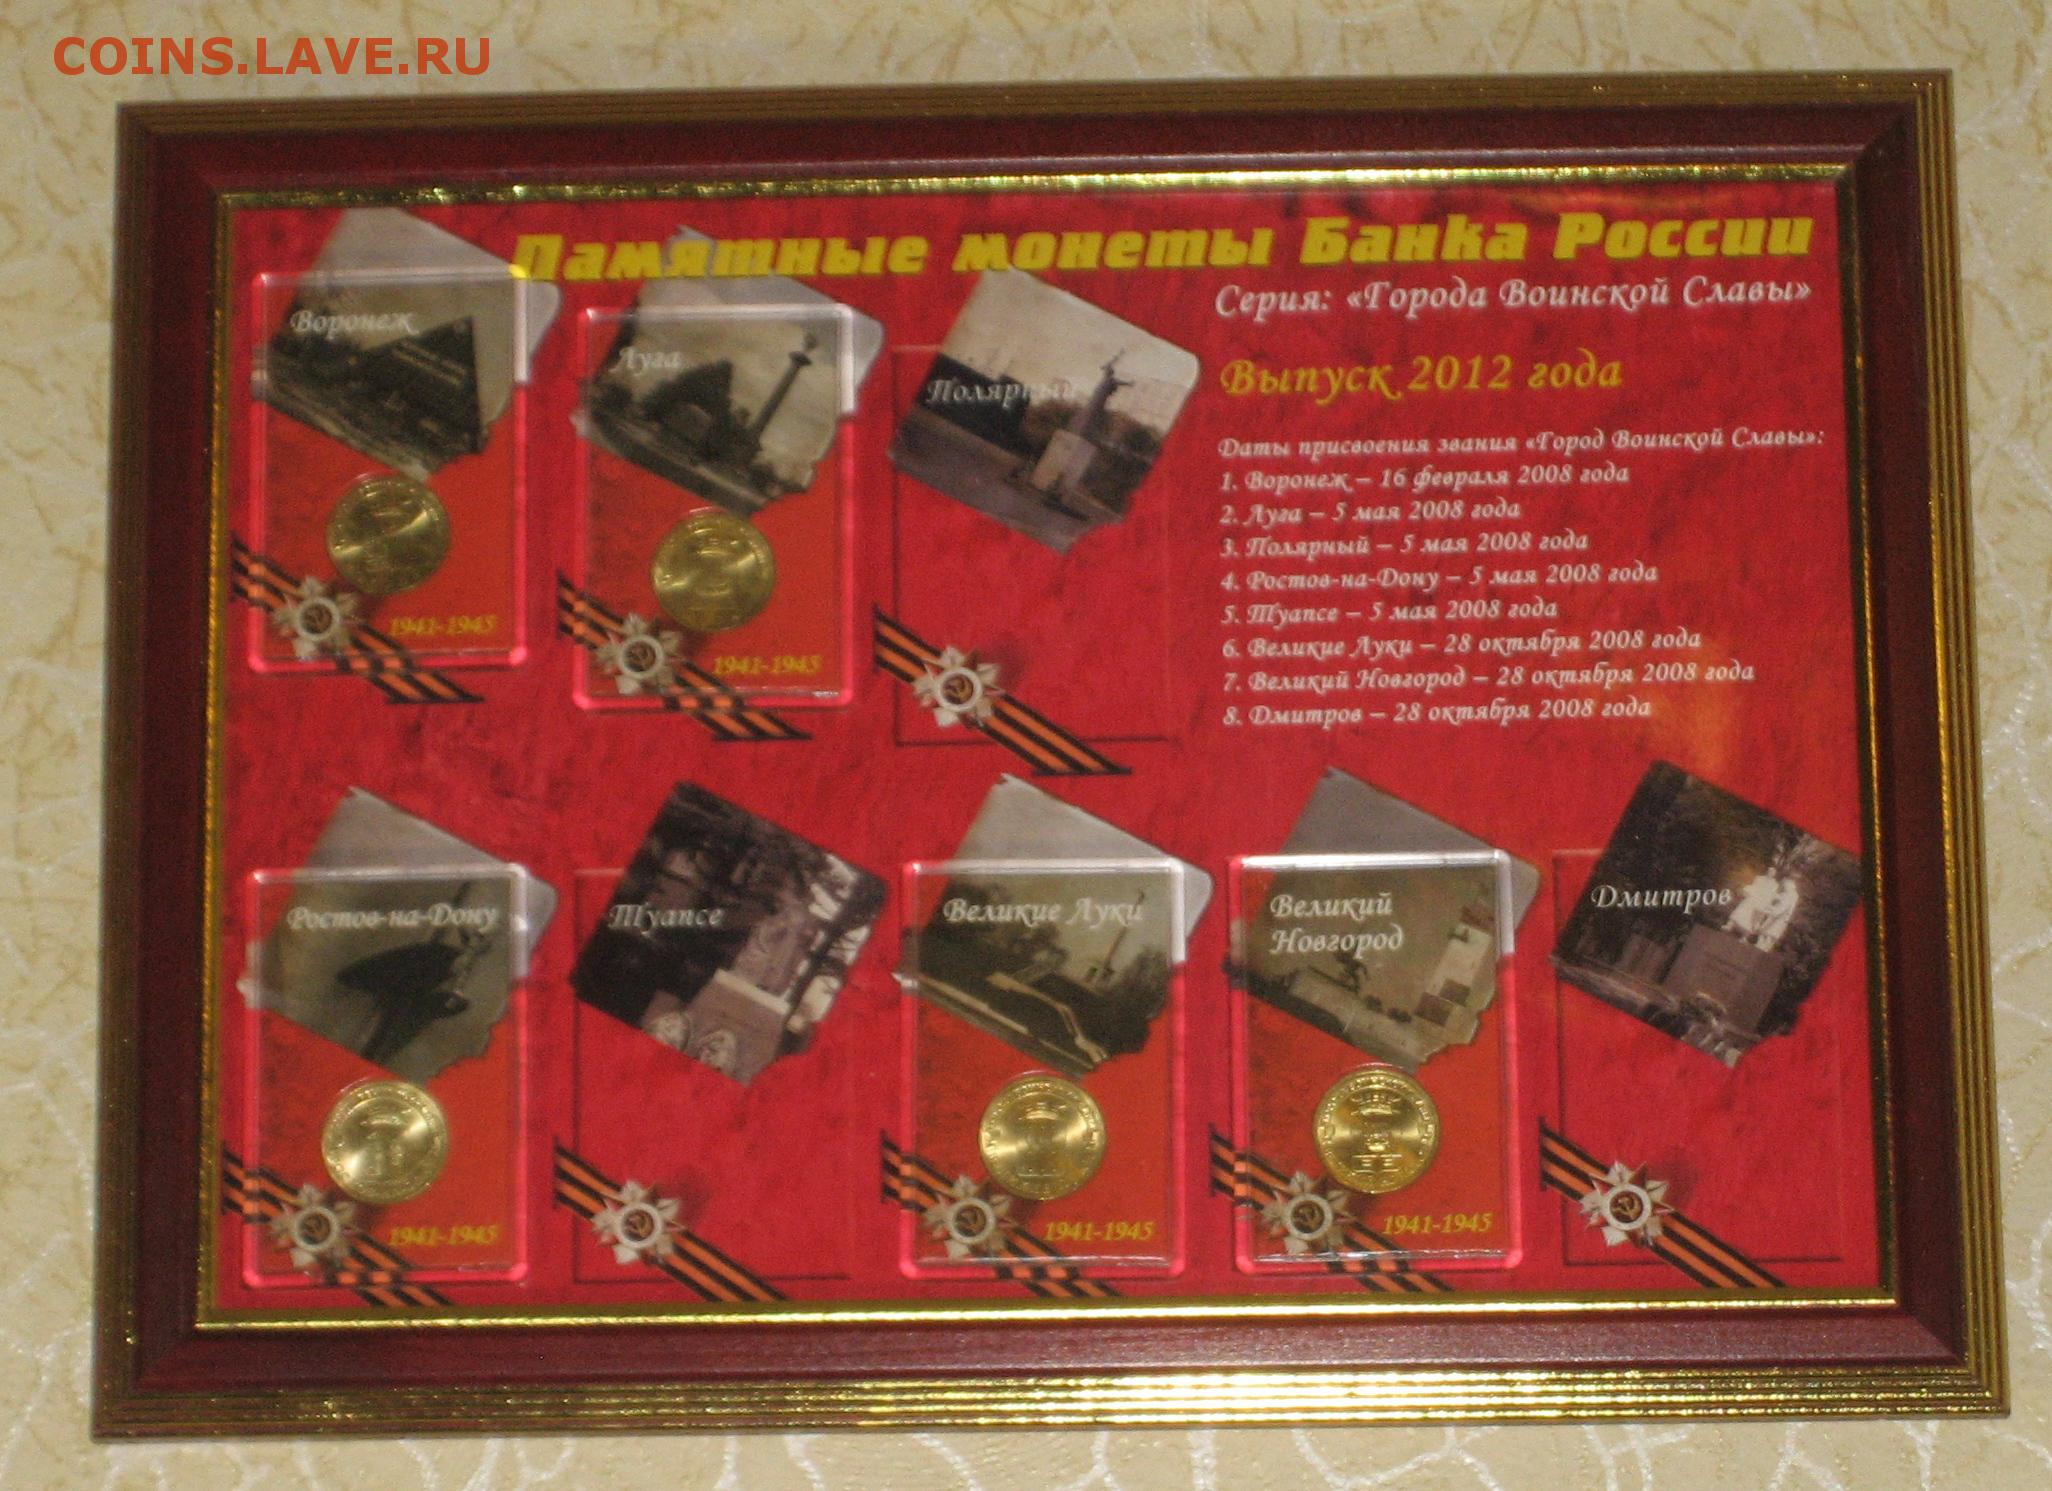 COINS.LAVE.RU
Памятные монеты Банка России
Серия: «Города Воинской Славы»
Выпуск 2012 года
Даты присвоения звания «Город Воинской Славы»:
1. Воронеж – 16 февраля 2008 года
2. Луга – 5 мая 2008 года
3. Полярный – 5 мая 2008 года
4. Ростов-на-Дону – 5 мая 2008 года
5. Туапсе – 5 мая 2008 года
6. Великие Луки – 28 октября 2008 года
7. Великий Новгород – 28 октября 2008 года
8. Дмитров – 28 октября 2008 года
Воронеж
1941-1945
Луга
1941-1945
Полярный
Ростов-на-Дону
1941-1945
Туапсе
Великие Луки
1941-1945
Великий
Новгород
1941-1945
Дмитров